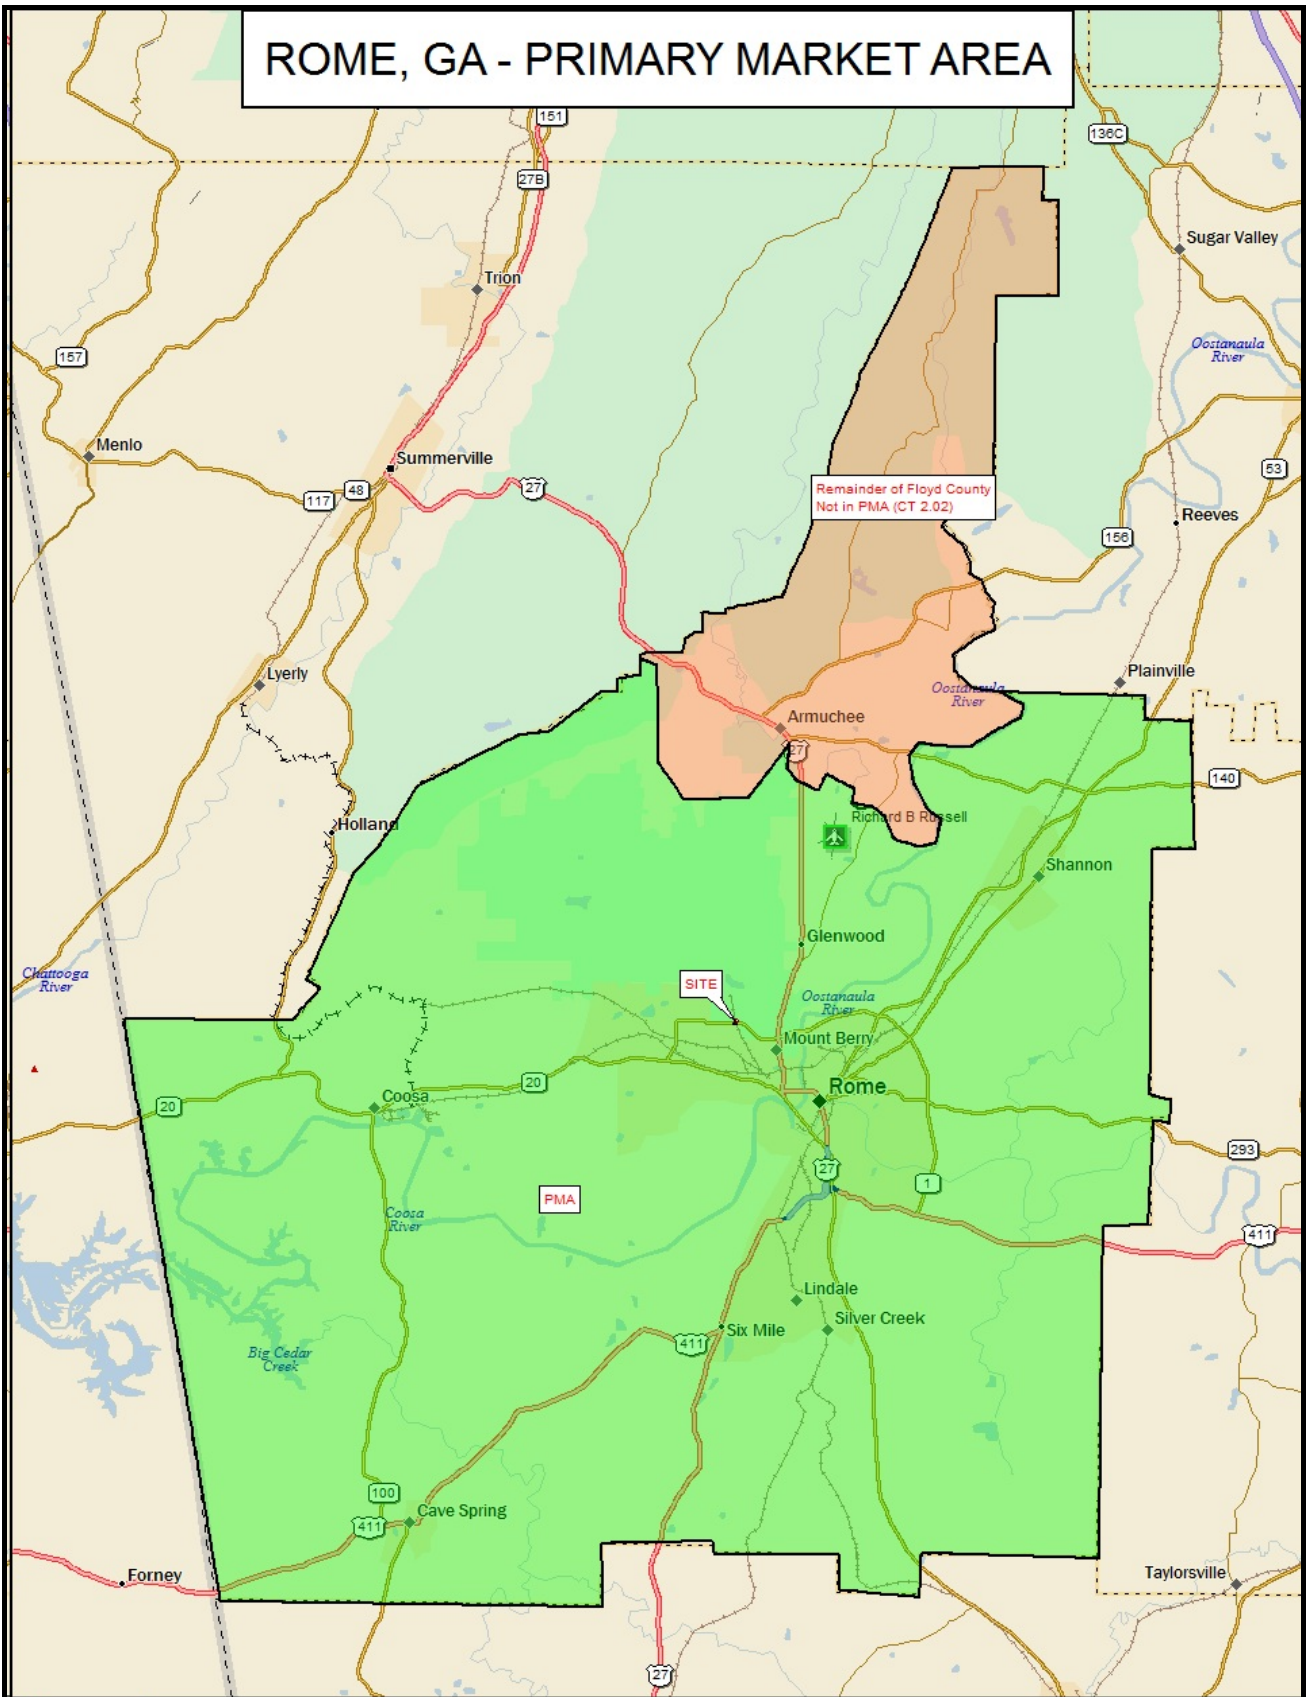 ROME, GA - PRIMARY MARKET AREA
151
136C
27B
Sugar Valley
Trion
Oostanaula
River
157
Menlo
Summerville
53
27
48
117
Remainder of Floyd County
Not in PMA (CT 2.02)
Reeves
156
Lyerly
Plainville
Oostanaula
River
Armuchee
27
140
Richard B Russell
Holland
Shannon
Glenwood
Chattooga
River
SITE
Oostanaula
River
Mount Berry
20
Rome
Coosa
20
293
27
1
PMA
Coosa
River
411
Lindale
Silver Creek
Six Mile
411
Big Cedar
Creek
100
Cave Spring
411
Forney
Taylorsville
27